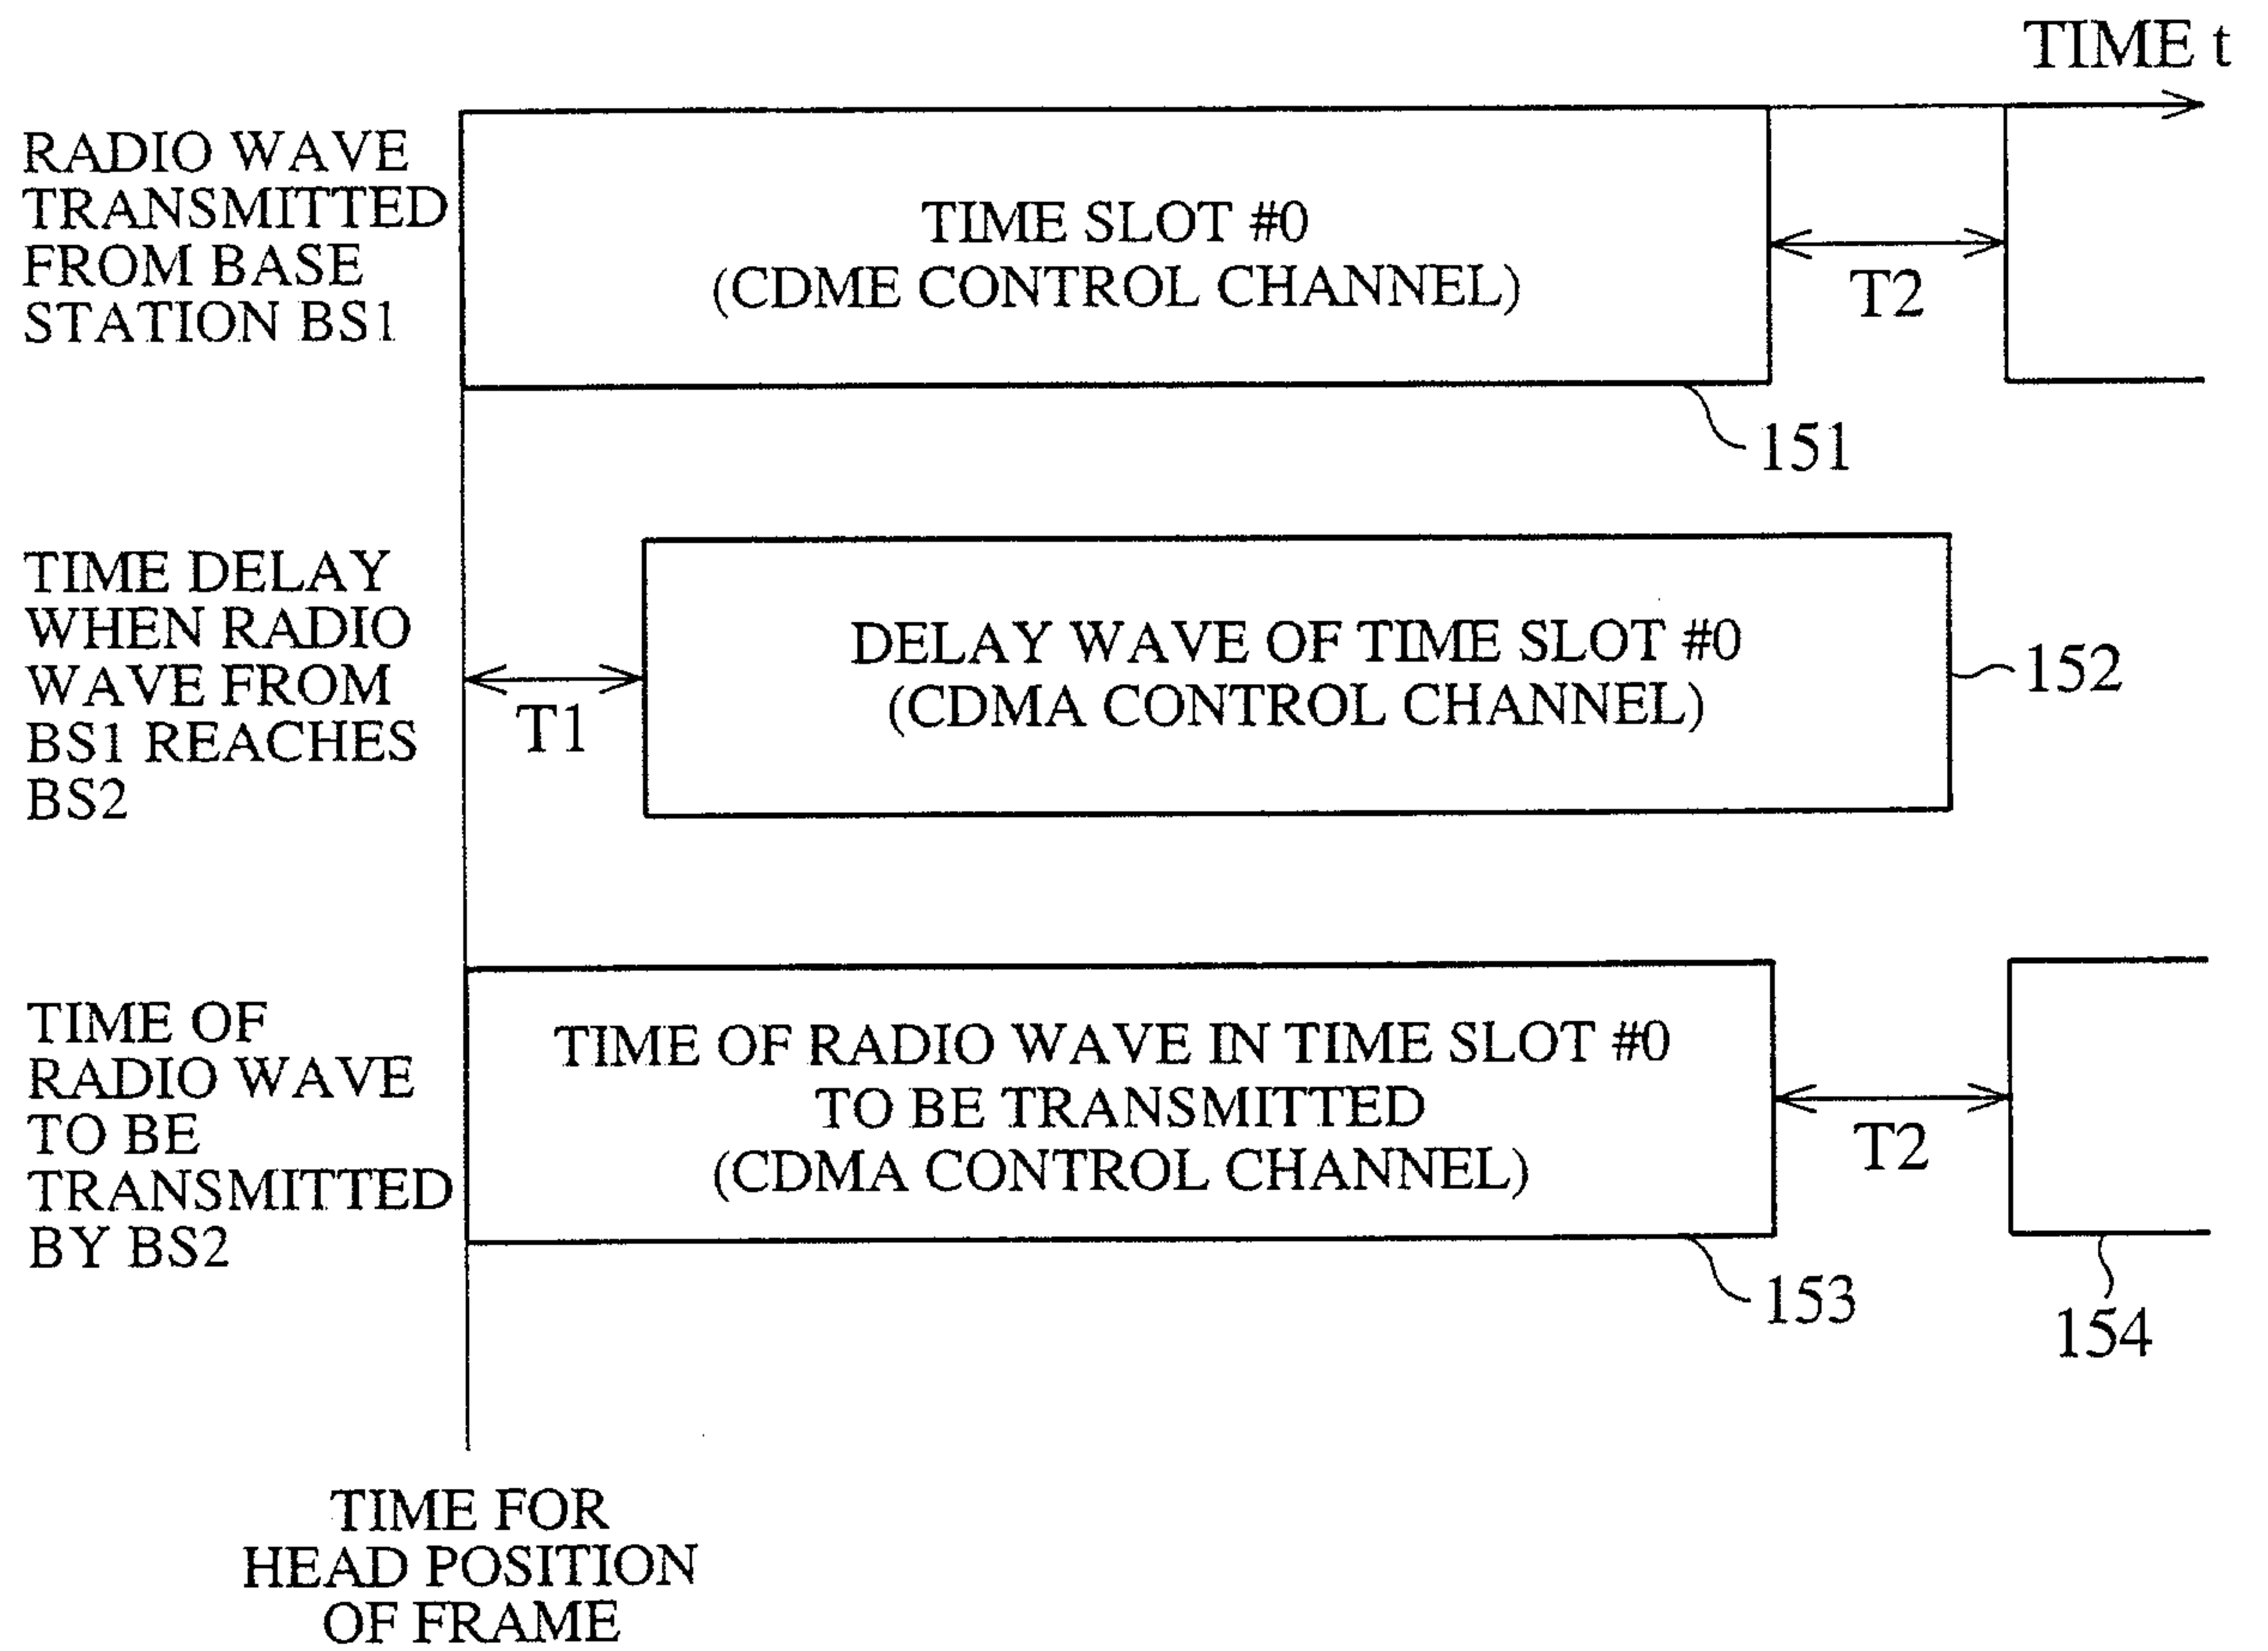 TIME t
RADIO WAVE
TRANSMITTED
FROM BASE
STATION BS1
TIME SLOT #0
(CDME CONTROL CHANNEL)
T2
151
TIME DELAY
WHEN RADIO
WAVE FROM
BS1 REACHES
BS2
T1
DELAY WAVE OF TIME SLOT #0
(CDMA CONTROL CHANNEL)
152
TIME OF
RADIO WAVE
TO BE
TRANSMITTED
BY BS2
TIME OF RADIO WAVE IN TIME SLOT #0
TO BE TRANSMITTED
(CDMA CONTROL CHANNEL)
T2
153
154
TIME FOR
HEAD POSITION
OF FRAME